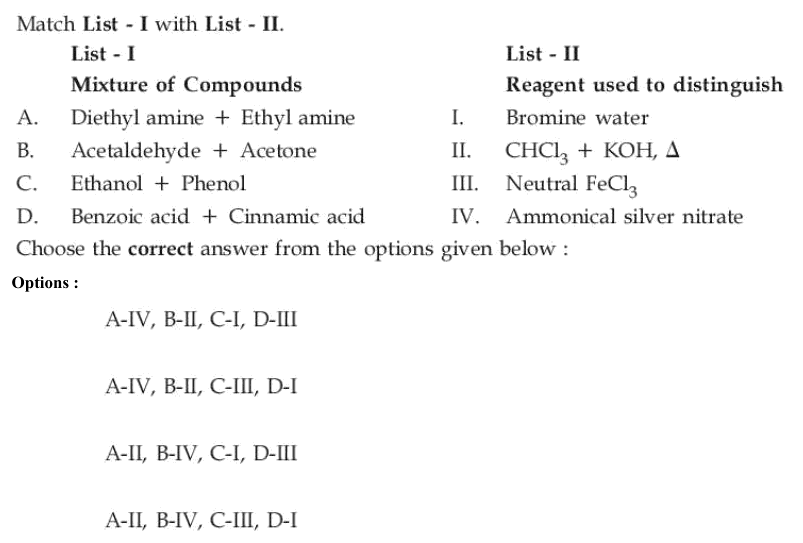 Match List - I with List - II.
List - I List - II
Mixture of Compounds Reagent used to distinguish
A. Diethyl amine + Ethyl amine I. Bromine water
B. Acetaldehyde + Acetone II. CHCl₃ + KOH, Δ
C. Ethanol + Phenol III. Neutral FeCl₃
D. Benzoic acid + Cinnamic acid IV. Ammonical silver nitrate
Choose the correct answer from the options given below :
Options :
A-IV, B-II, C-I, D-III
A-IV, B-II, C-III, D-I
A-II, B-IV, C-I, D-III
A-II, B-IV, C-III, D-I